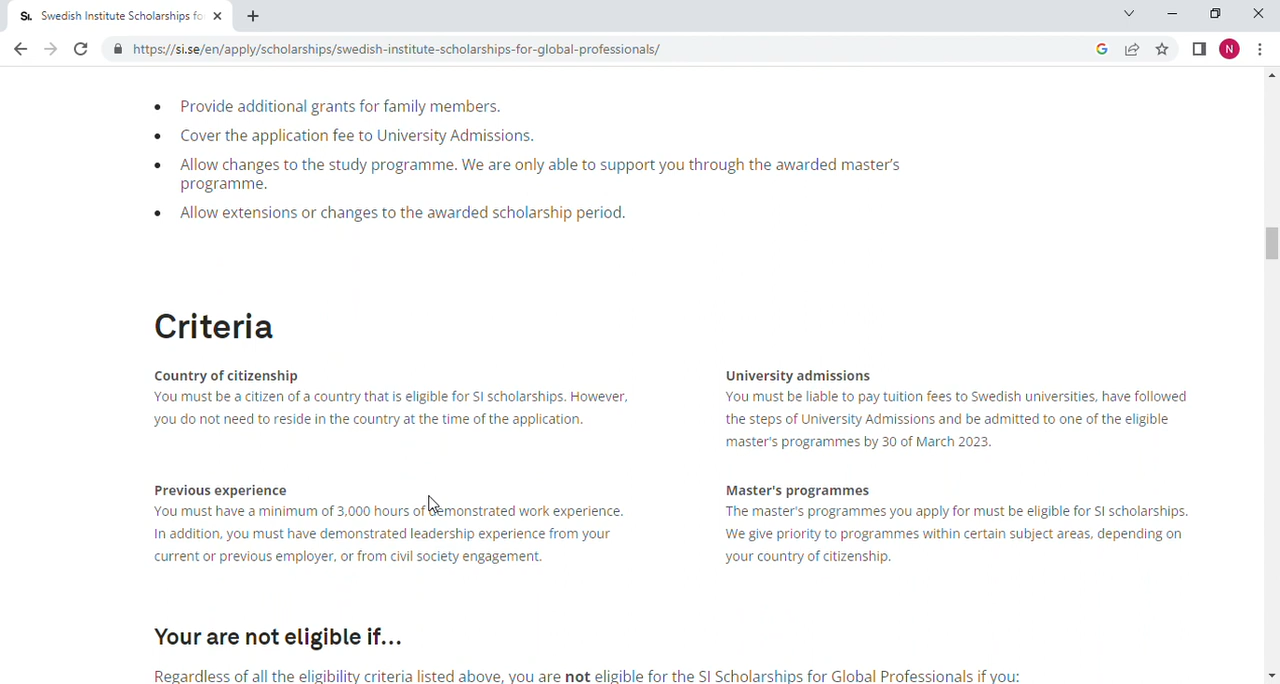 Si. Swedish Institute Scholarships fo
https://si.se/en/apply/scholarships/swedish-institute-scholarships-for-global-professionals/
N
Provide additional grants for family members.
Cover the application fee to University Admissions.
Allow changes to the study programme. We are only able to support you through the awarded master's
programme.
Allow extensions or changes to the awarded scholarship period.
Criteria
Country of citizenship
You must be a citizen of a country that is eligible for SI scholarships. However,
you do not need to reside in the country at the time of the application.
University admissions
You must be liable to pay tuition fees to Swedish universities, have followed
the steps of University Admissions and be admitted to one of the eligible
master's programmes by 30 of March 2023.
Previous experience
You must have a minimum of 3,000 hours of demonstrated work experience.
In addition, you must have demonstrated leadership experience from your
current or previous employer, or from civil society engagement.
Master's programmes
The master's programmes you apply for must be eligible for SI scholarships.
We give priority to programmes within certain subject areas, depending on
your country of citizenship.
Your are not eligible if...
Regardless of all the eligibility criteria listed above, you are not eligible for the SI Scholarships for Global Professionals if you: